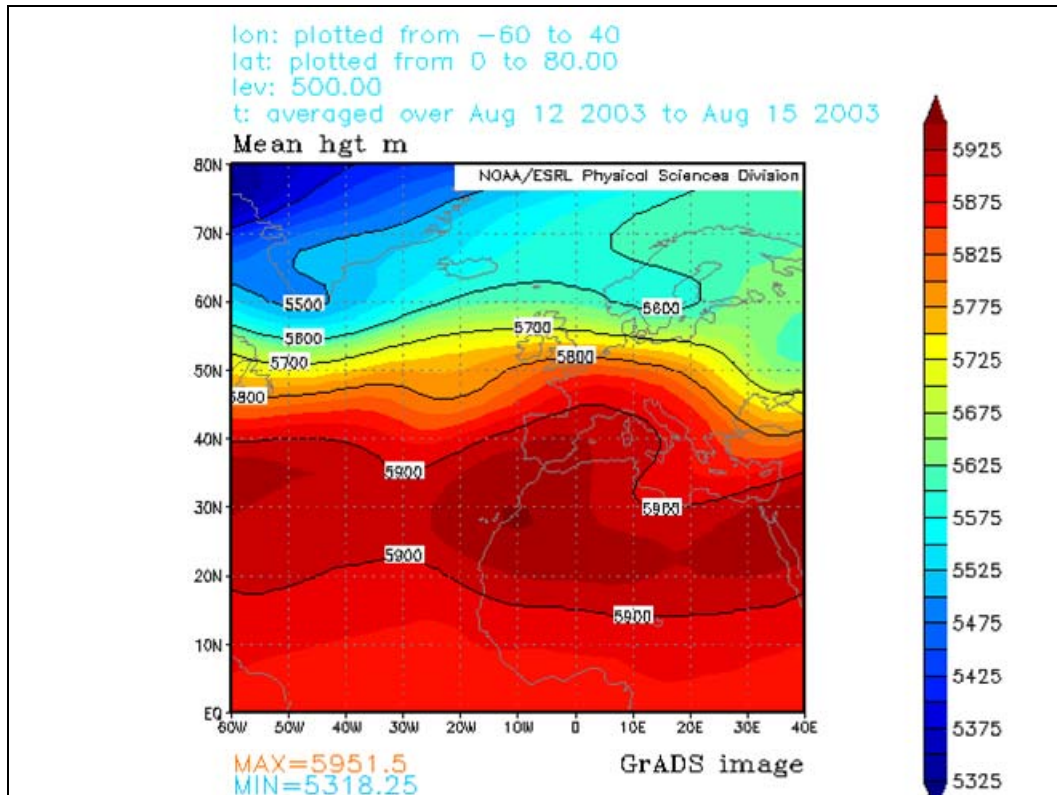 lon: plotted from −60 to 40
lat: plotted from 0 to 80.00
lev: 500.00
t: averaged over Aug 12 2003 to Aug 15 2003
Mean hgt m
NOAA/ESRL Physical Sciences Division
80N
70N
60N
50N
40N
30N
20N
10N
EQ
5500
5600
5600
5700
5700
5800
5800
5900
5900
5900
5900
60W 50W 40W 30W 20W 10W 0 10E 20E 30E 40E
MAX=5951.5
MIN=5318.25
GrADS image
5925
5875
5825
5775
5725
5675
5625
5575
5525
5475
5425
5375
5325